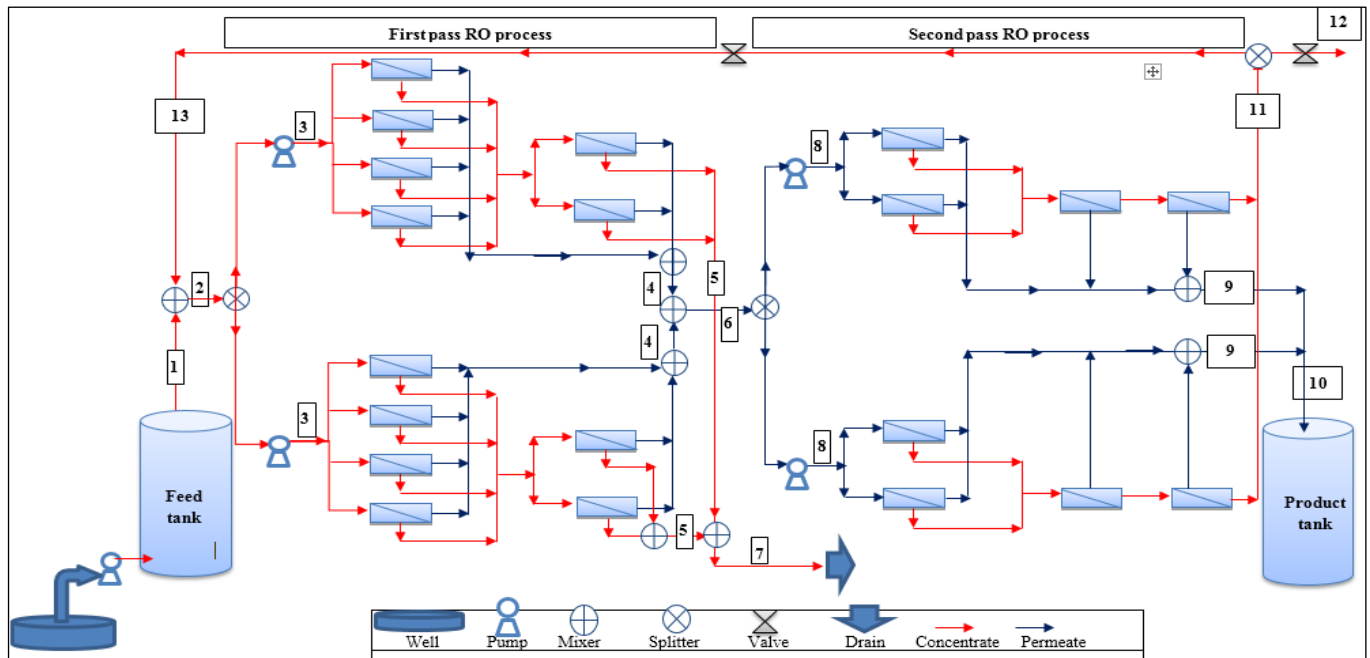 First pass RO process
Second pass RO process
12
13
3
8
11
2
5
4
6
9
1
4
9
10
3
8
Feed
tank
5
7
Product
tank
Well
Pump
Mixer
Splitter
Valve
Drain
Concentrate
Permeate